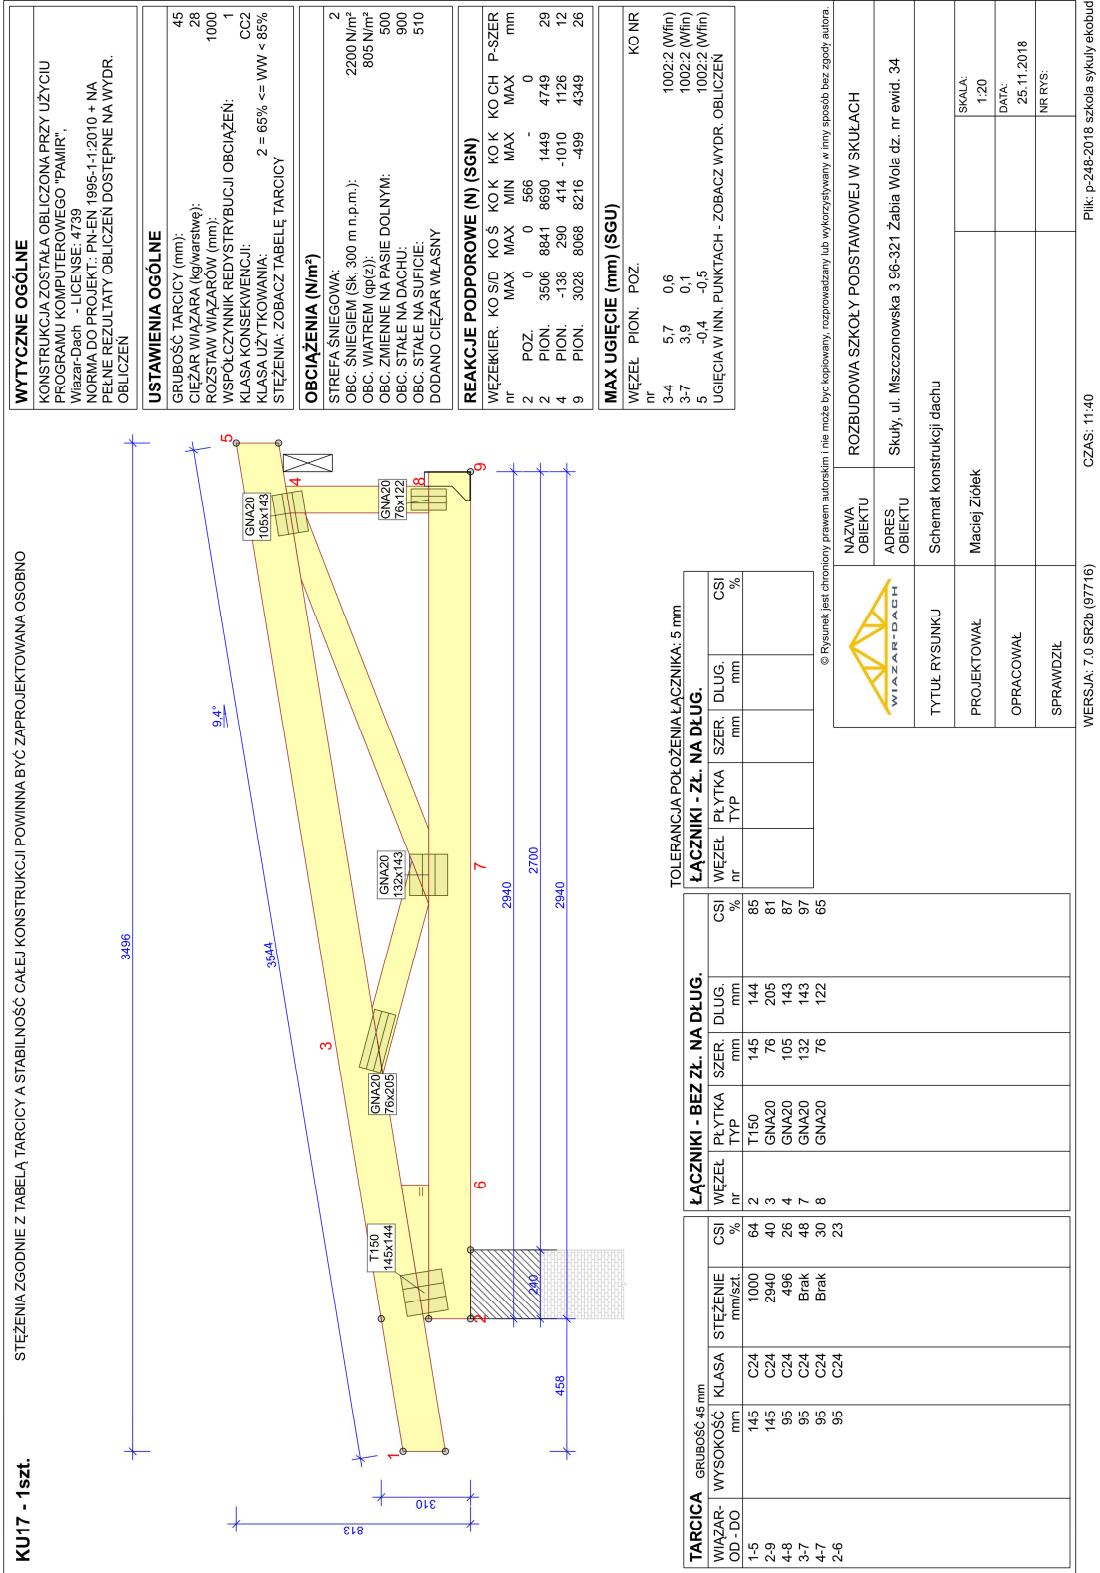 KU17 - 1szt.
STĘŻENIA ZGODNIE Z TABELĄ TARCICY A STABILNOŚĆ CAŁEJ KONSTRUKCJI POWINNA BYĆ ZAPROJEKTOWANA OSOBNO
3496
3544
9,4°
813
310
1
2
3
4
5
6
7
8
9
T150
145x144
GNA20
76x205
GNA20
132x143
GNA20
105x143
GNA20
76x122
=
240
2940
2700
458
2940
WYTYCZNE OGÓLNE
KONSTRUKCJA ZOSTAŁA OBLICZONA PRZY UŻYCIU
PROGRAMU KOMPUTEROWEGO "PAMIR",
Wiazar-Dach - LICENSE: 4739
NORMA DO PROJEKT.: PN-EN 1995-1-1:2010 + NA
PEŁNE REZULTATY OBLICZEŃ DOSTĘPNE NA WYDR.
OBLICZEŃ
USTAWIENIA OGÓLNE
GRUBOŚĆ TARCICY (mm): 45
CIĘŻAR WIĄZARA (kg/warstwę): 28
ROZSTAW WIĄZARÓW (mm): 1000
WSPÓŁCZYNNIK REDYSTRYBUCJI OBCIĄŻEŃ: 1
KLASA KONSEKWENCJI: CC2
KLASA UŻYTKOWANIA: 2 = 65% <= WW < 85%
STĘŻENIA: ZOBACZ TABELĘ TARCICY
OBCIĄŻENIA (N/m²)
STREFA ŚNIEGOWA: 2
OBC. ŚNIEGIEM (Sk, 300 m n.p.m.): 2200 N/m²
OBC. WIATREM (qp(z)): 805 N/m²
OBC. ZMIENNE NA PASIE DOLNYM: 500
OBC. STAŁE NA DACHU: 900
OBC. STAŁE NA SUFICIE: 510
DODANO CIĘŻAR WŁASNY
REAKCJE PODPOROWE (N) (SGN)
WĘZEŁ KIER. KO S/D KO Ś KO K KO K KO CH P-SZER
nr MAX MAX MIN MAX MAX mm
2 POZ. 0 0 566 - 0
2 PION. 3506 8841 8690 1449 4749 29
4 PION. -138 290 414 -1010 1126 12
9 PION. 3028 8068 8216 -499 4349 26
MAX UGIĘCIE (mm) (SGU)
WĘZEŁ PION. POZ. KO NR
nr
3-4 5,7 0,6 1002:2 (Wfin)
3-7 3,9 0,1 1002:2 (Wfin)
5 -0,4 -0,5 1002:2 (Wfin)
UGIĘCIA W INN. PUNKTACH - ZOBACZ WYDR. OBLICZEŃ
TARCICA GRUBOŚĆ 45 mm
WIĄZAR- WYSOKOŚĆ KLASA STĘŻENIE CSI
OD - DO mm mm/szt. %
1-5 145 C24 1000 64
2-9 145 C24 2940 40
4-8 95 C24 496 26
3-7 95 C24 Brak 48
4-7 95 C24 Brak 30
2-6 95 C24 23
ŁĄCZNIKI - BEZ ZŁ. NA DŁUG.
WĘZEŁ PŁYTKA SZER. DLUG. CSI
nr TYP mm mm %
2 T150 145 144 85
3 GNA20 76 205 81
4 GNA20 105 143 87
7 GNA20 132 143 97
8 GNA20 76 122 65
TOLERANCJA POŁOŻENIA ŁĄCZNIKA: 5 mm
ŁĄCZNIKI - ZŁ. NA DŁUG.
WĘZEŁ PŁYTKA SZER. DLUG. CSI
nr TYP mm mm %
© Rysunek jest chroniony prawem autorskim i nie może być kopiowany, rozprowadzany lub wykorzystywany w inny sposób bez zgody autora.
WIAZAR-DACH
NAZWA
OBIEKTU
ROZBUDOWA SZKOŁY PODSTAWOWEJ W SKUŁACH
ADRES
OBIEKTU
Skuły, ul. Mszczonowska 3 96-321 Żabia Wola dz. nr ewid. 34
TYTUŁ RYSUNKU
Schemat konstrukcji dachu
PROJEKTOWAŁ
Maciej Ziółek
SKALA:
1:20
OPRACOWAŁ
DATA:
25.11.2018
SPRAWDZIŁ
NR RYS:
WERSJA: 7.0 SR2b (97716)
CZAS: 11:40
Plik: p-248-2018 szkola sykuly ekobud